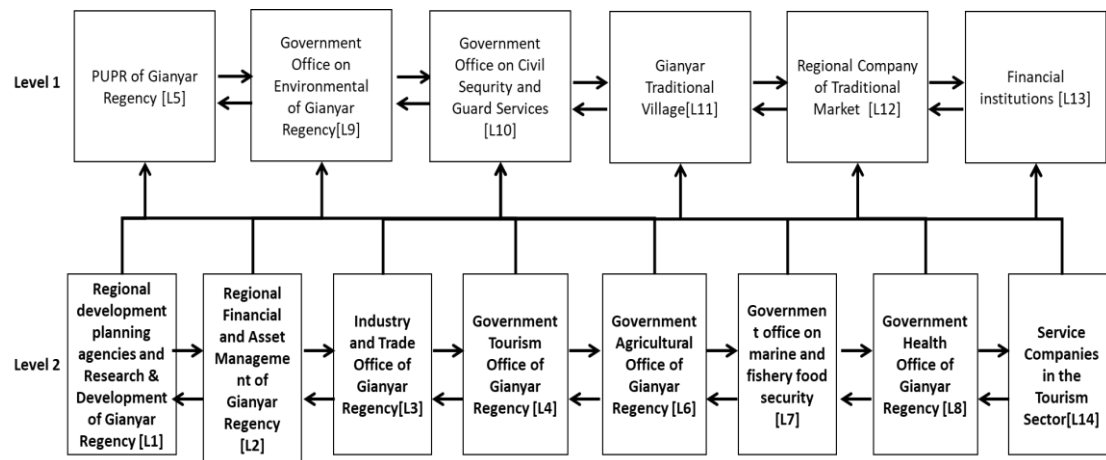 Level 1
PUPR of Gianyar
Regency [L5]
Government
Office on
Environmental
of Gianyar
Regency[L9]
Government
Office on Civil
Sequrity and
Guard Services
[L10]
Gianyar
Traditional
Village[L11]
Regional Company
of Traditional
Market [L12]
Financial
institutions [L13]
Level 2
Regional
development
planning
agencies and
Research &
Development
of Gianyar
Regency [L1]
Regional
Financial
and Asset
Manageme
nt of
Gianyar
Regency
[L2]
Industry
and Trade
Office of
Gianyar
Regency[L3]
Government
Tourism
Office of
Gianyar
Regency [L4]
Government
Agricultural
Office of
Gianyar
Regency [L6]
Governmen
t office on
marine and
fishery food
security
[L7]
Government
Health
Office of
Gianyar
Regency [L8]
Service
Companies
in the
Tourism
Sector[L14]